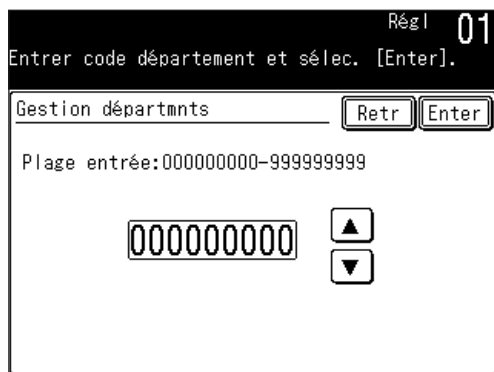 Régl 01
Entrer code département et sélec. [Enter].
Gestion départmnts Retr Enter
Plage entrée:000000000-999999999
000000000 ▲
▼